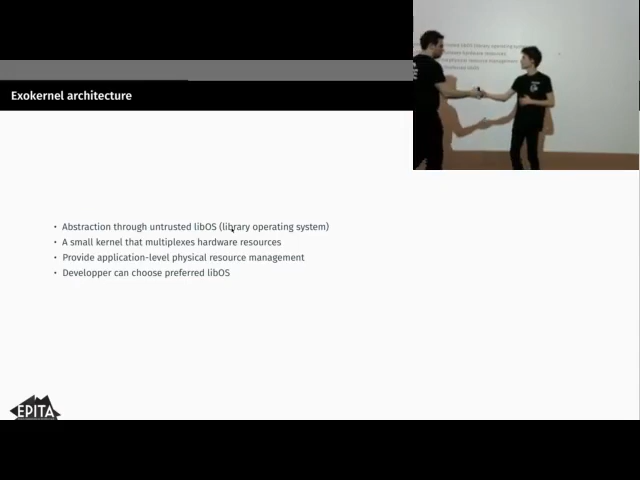 Exokernel architecture
• Abstraction through untrusted libOS (library operating system)
• A small kernel that multiplexes hardware resources
• Provide application-level physical resource management
• Developper can choose preferred libOS
EPITA